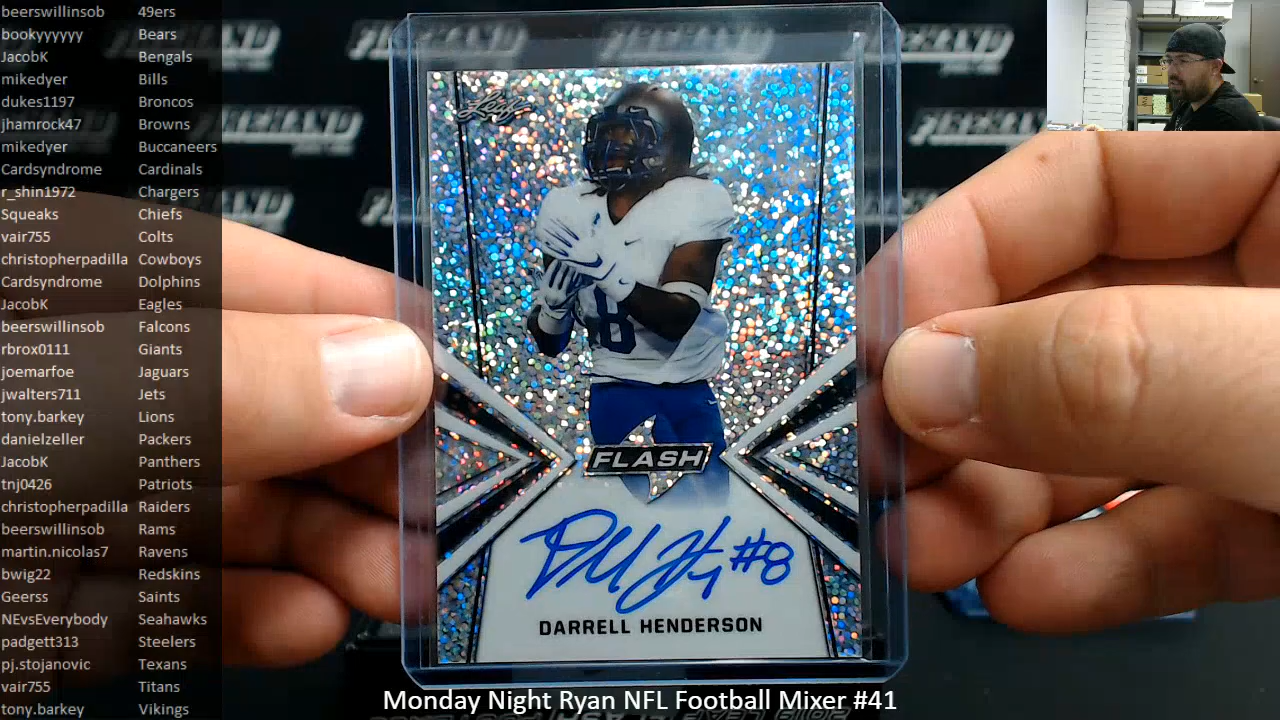 beerswillinsob 49ers
bookyyyyyy Bears
JacobK Bengals
mikedyer Bills
dukes1197 Broncos
jhamrock47 Browns
mikedyer Buccaneers
Cardsyndrome Cardinals
r_shin1972 Chargers
Squeaks Chiefs
vair755 Colts
christopherpadilla Cowboys
Cardsyndrome Dolphins
JacobK Eagles
beerswillinsob Falcons
rbrox0111 Giants
joemarfoe Jaguars
jwalters711 Jets
tony.barkey Lions
danielzeller Packers
JacobK Panthers
tnj0426 Patriots
christopherpadilla Raiders
beerswillinsob Rams
martin.nicolas7 Ravens
bwig22 Redskins
Geerss Saints
NEvsEverybody Seahawks
padgett313 Steelers
pj.stojanovic Texans
vair755 Titans
tony.barkey Vikings
Leaf
8
FLASH
#8
DARRELL HENDERSON
Monday Night Ryan NFL Football Mixer #41